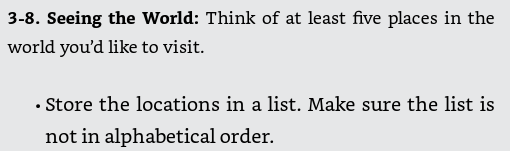 3-8. Seeing the World: Think of at least five places in the
world you’d like to visit.
• Store the locations in a list. Make sure the list is
not in alphabetical order.